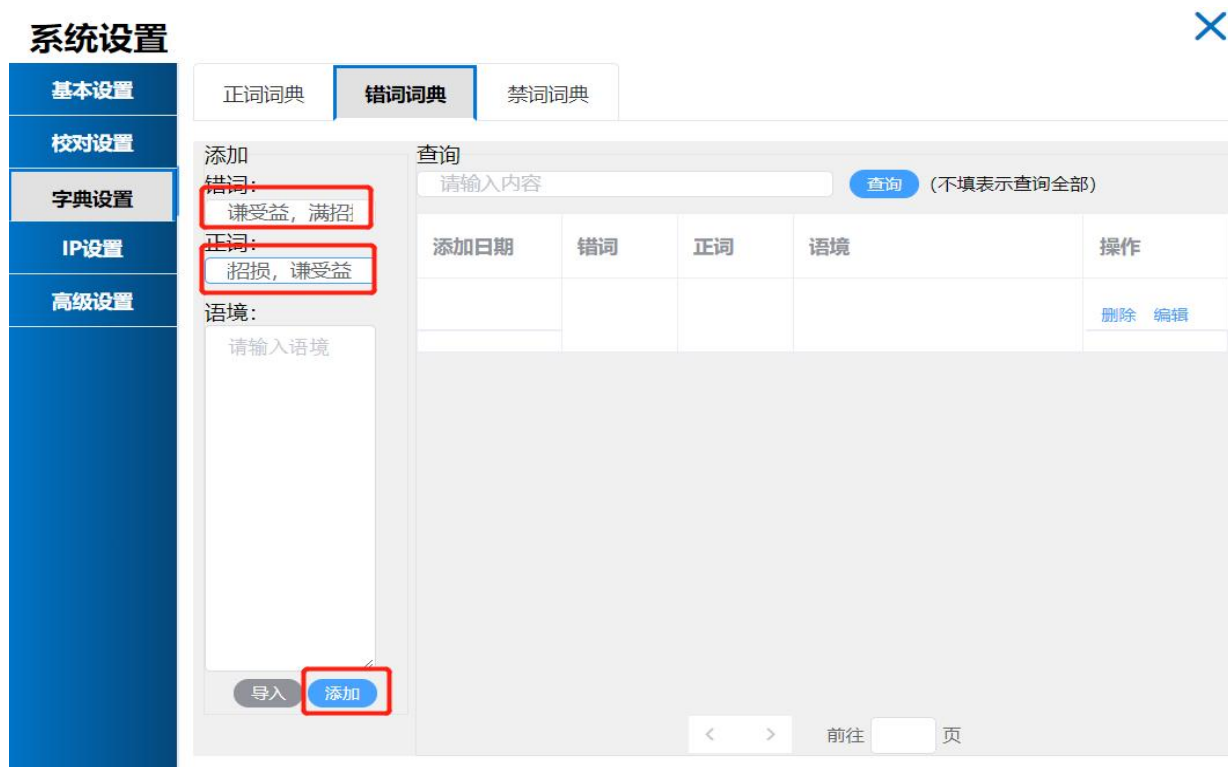 系统设置
基本设置
校对设置
字典设置
IP设置
高级设置
正词词典 错词词典 禁词词典
添加
错词:
谦受益，满招
正词:
招损，谦受益
语境:
请输入语境
导入 添加
查询
请输入内容 查询 (不填表示查询全部)
添加日期 错词 正词 语境 操作
删除 编辑
< > 前往 页